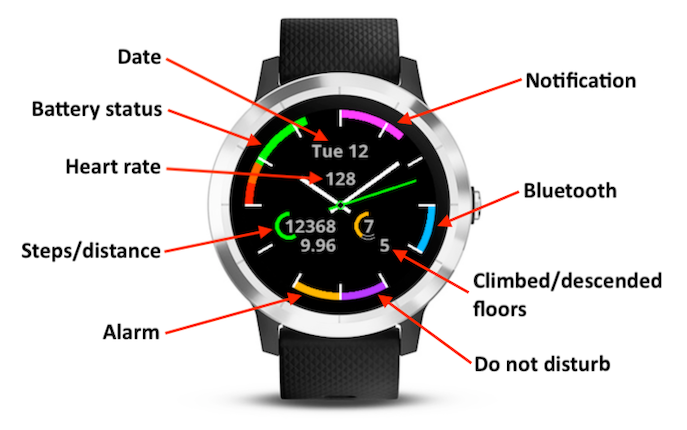 Date
Notification
Battery status
Tue 12
Heart rate
128
Bluetooth
Steps/distance
12368
7
9.96
5
Climbed/descended
floors
Alarm
Do not disturb